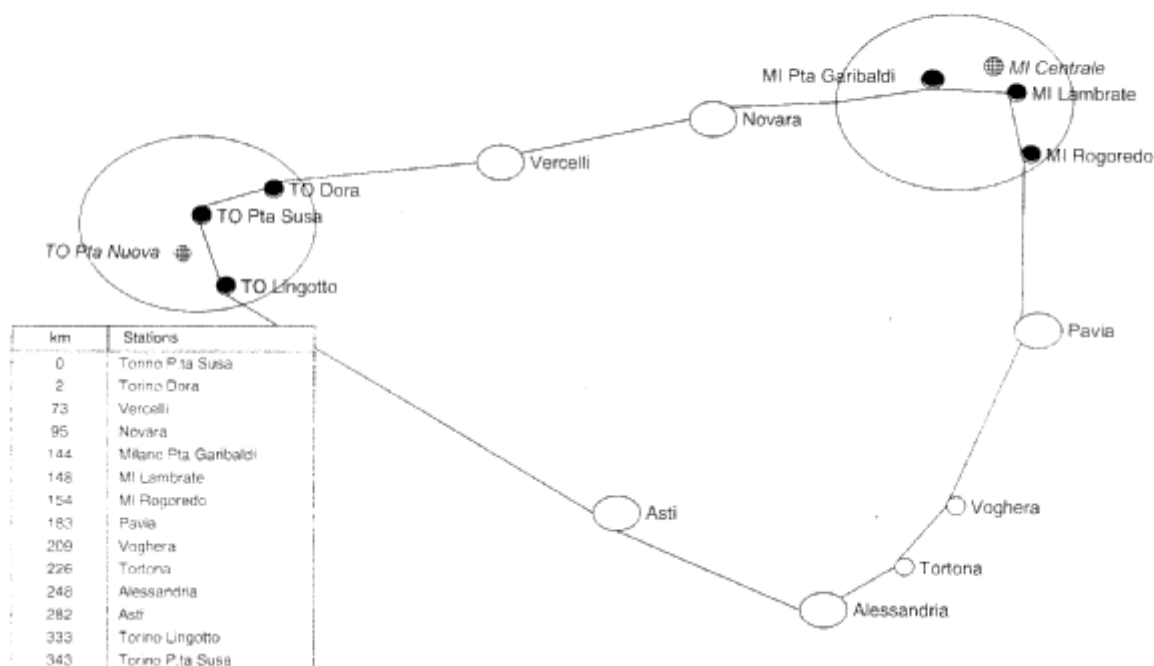 MI Centrale
MI Pta Garibaldi
MI Lambrate
Novara
MI Rogoredo
Vercelli
TO Dora
TO Pta Susa
TO Pta Nuova
TO Lingotto
Pavia
Voghera
Asti
Tortona
Alessandria
km Stations
0 Torino P.ta Susa
2 Torino Dora
73 Vercelli
95 Novara
144 Milano Pta Garibaldi
148 MI Lambrate
154 MI Rogoredo
183 Pavia
209 Voghera
226 Tortona
248 Alessandria
282 Asti
333 Torino Lingotto
343 Torino P.ta Susa